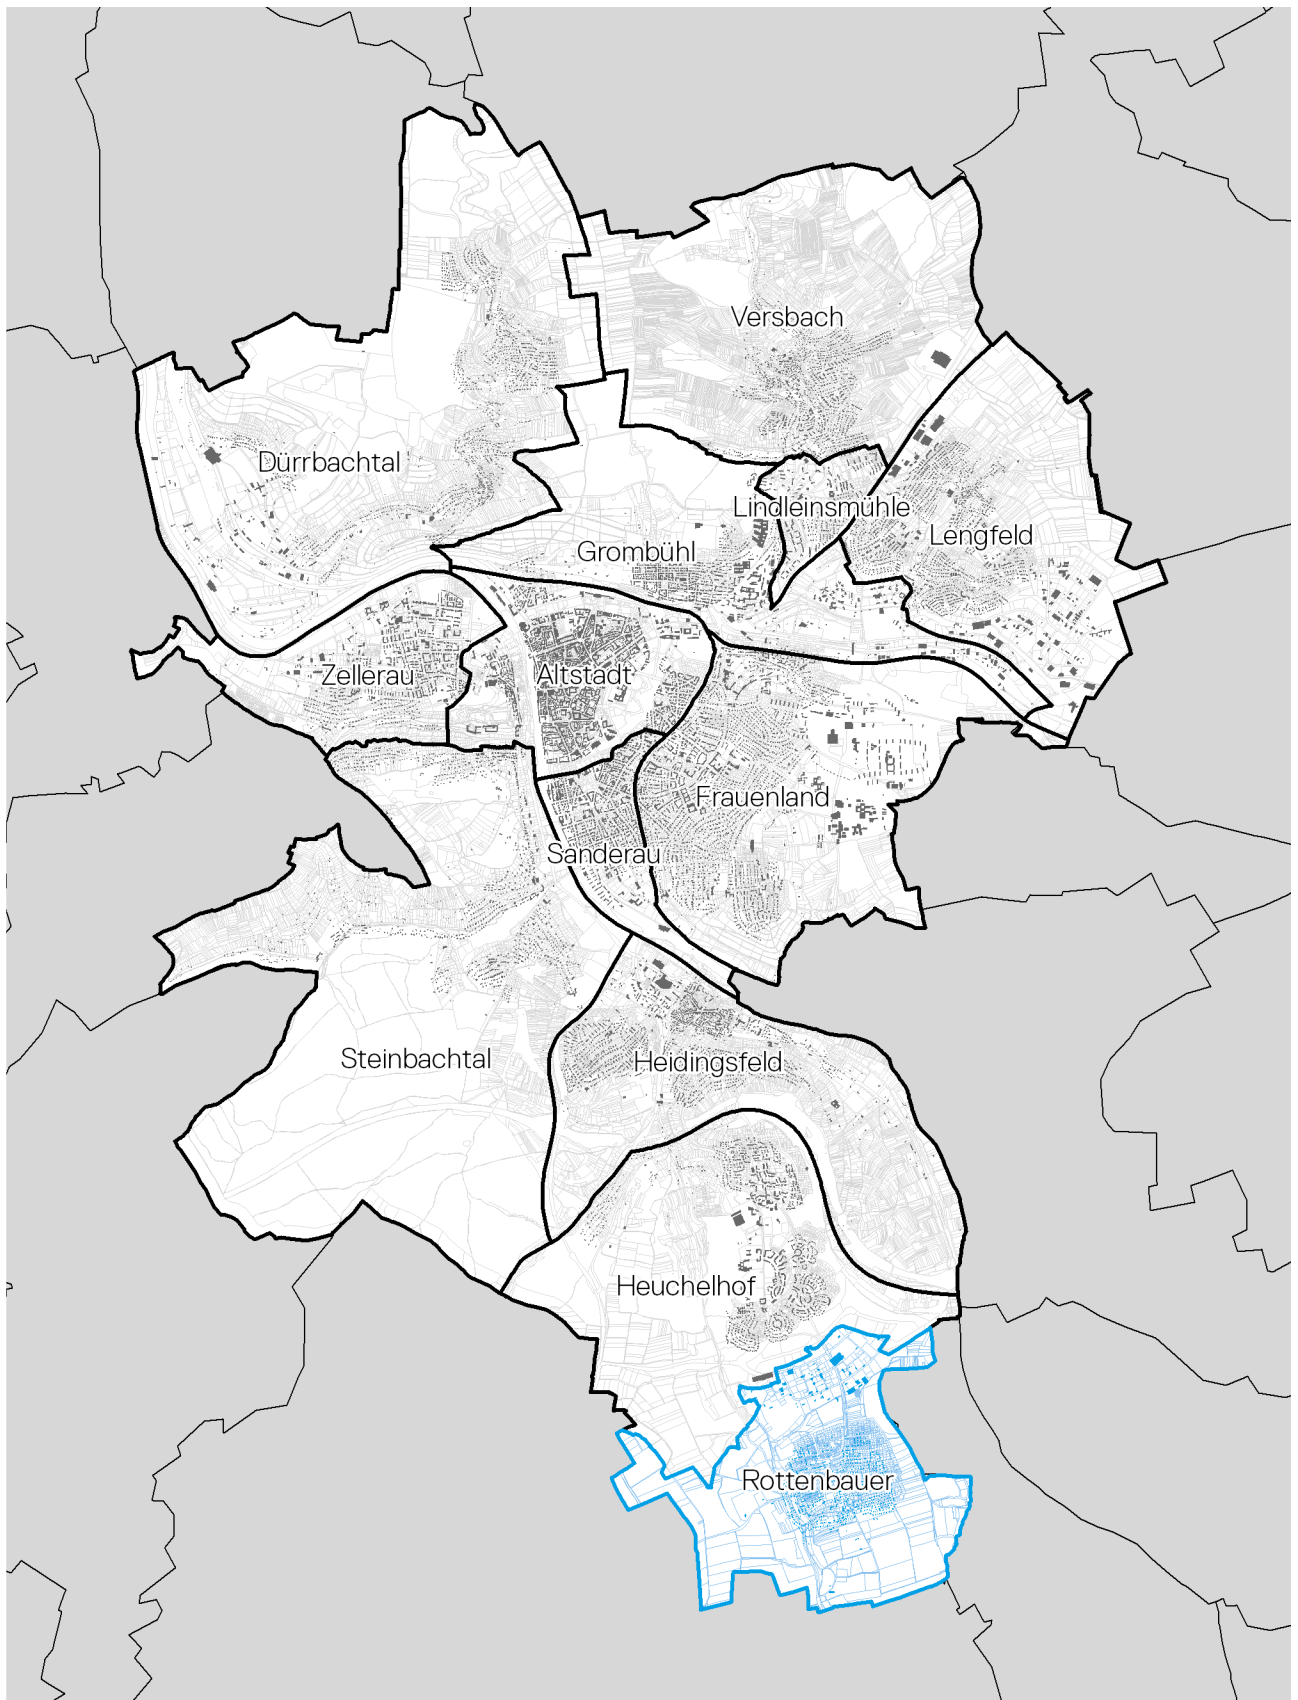 Versbach
Dürrbachtal
Lindleinsmühle
Lengfeld
Grombühl
Zellerau
Altstadt
Frauenland
Sanderau
Steinbachtal
Heidingsfeld
Heuchelhof
Rottenbauer